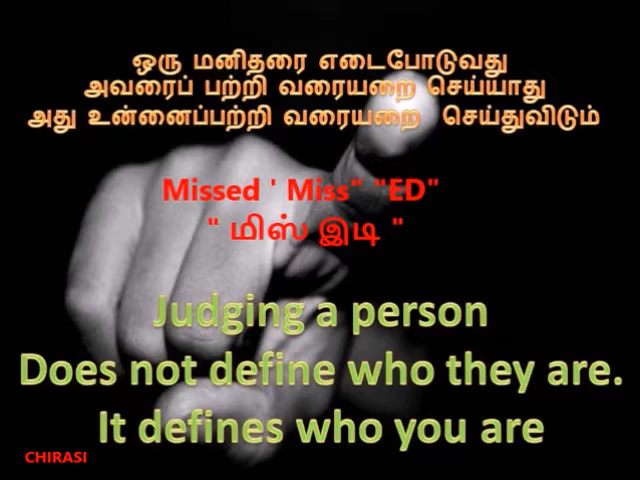 ஒரு மனிதரை எடைபோடுவது
அவரைப் பற்றி வரையறை செய்யாது
அது உன்னைப்பற்றி வரையறை செய்துவிடும்
Missed ' Miss" "ED"
" மிஸ் இடி "
Judging a person
Does not define who they are.
It defines who you are
CHIRASI